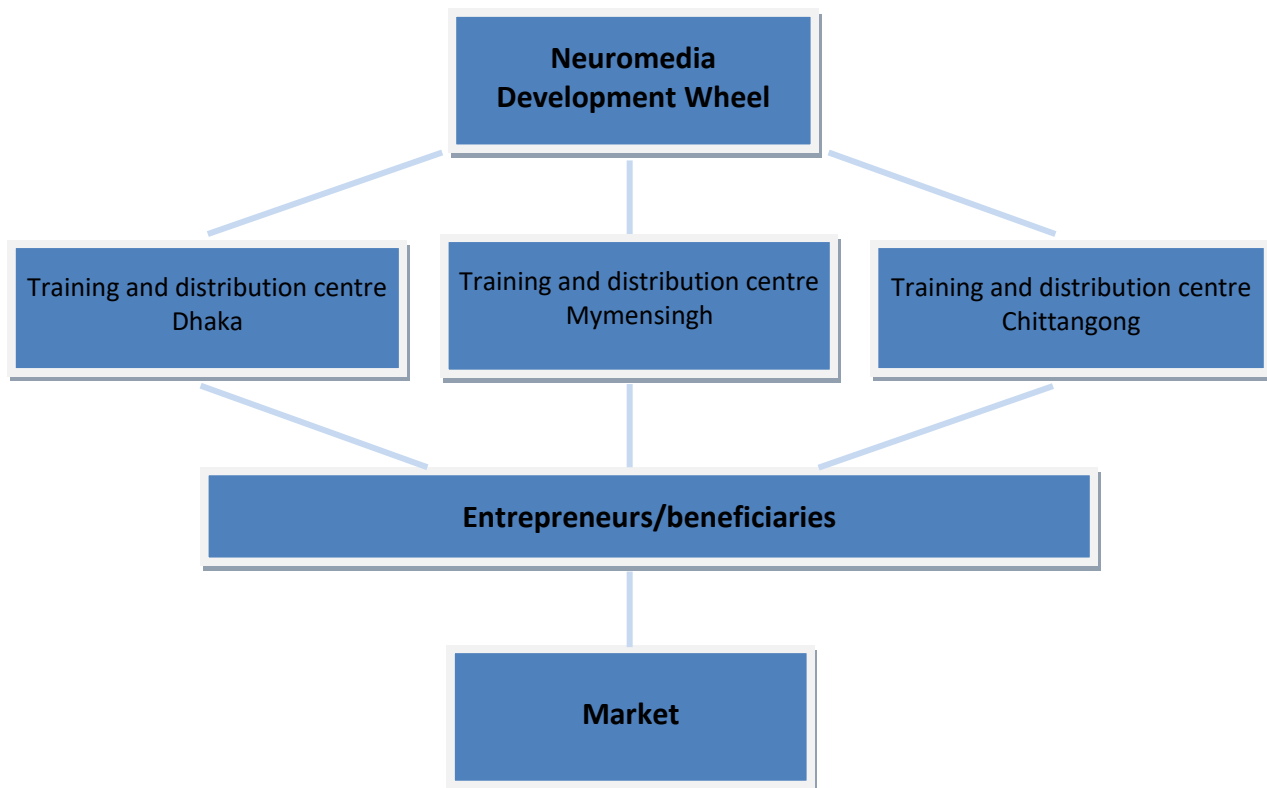 Neuromedia
Development Wheel
Training and distribution centre
Dhaka
Training and distribution centre
Mymensingh
Training and distribution centre
Chittangong
Entrepreneurs/beneficiaries
Market